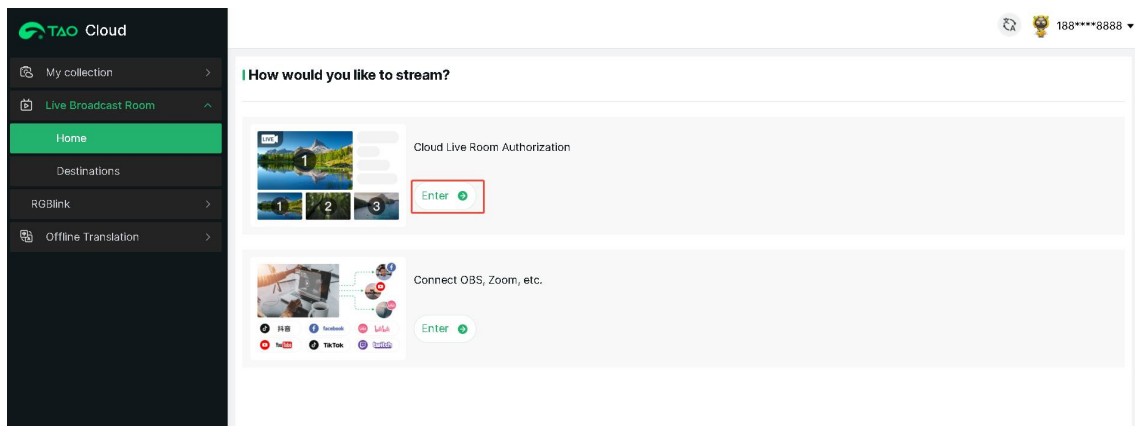 TAO Cloud
188****8888
My collection
Live Broadcast Room
Home
Destinations
RGBlink
Offline Translation
How would you like to stream?
LIVE
1
1 2 3
Cloud Live Room Authorization
Enter
Connect OBS, Zoom, etc.
抖音 facebook
YouTube TikTok twitch
Enter